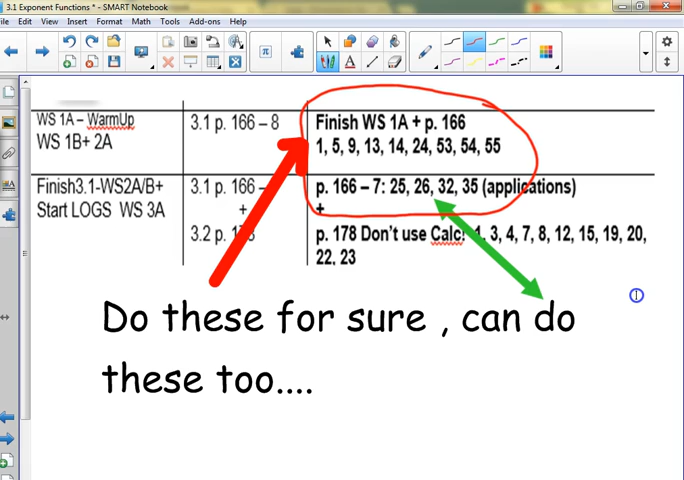 3.1 Exponent Functions * - SMART Notebook
Edit View Insert Format Tools Add-ons Help
WS 1A – WarmUp 3.1 p. 166 – 8 Finish WS 1A + p. 166
WS 1B+ 2A 1, 5, 9, 13, 14, 24, 53, 54, 55
Finish3.1-WS2A/B+ 3.1 p. 166 – p. 166 – 7: 25, 26, 32, 35 (applications)
Start LOGS WS 3A + +
3.2 p. p. 178 Don't use Calc! 1, 3, 4, 7, 8, 12, 15, 19, 20,
22, 23
Do these for sure , can do
these too....